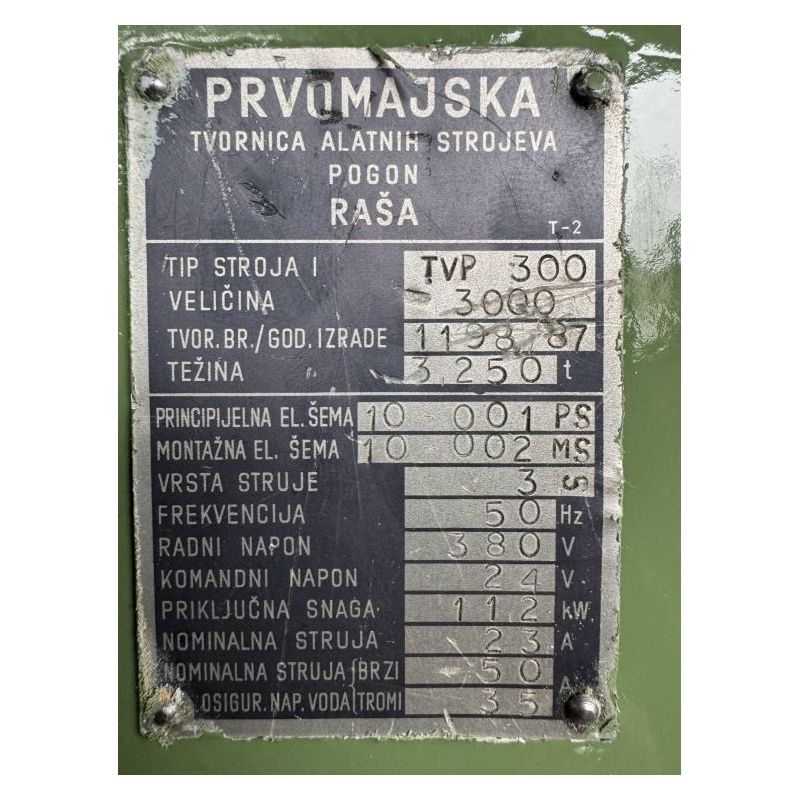 PRVOMAJSKA
TVORNICA ALATNIH STROJEVA
POGON
RAŠA
T-2
TIP STROJA I TVP 300
VELIČINA 3000
TVOR.BR./GOD.IZRADE 1198/87
TEŽINA 3,250 t
PRINCIPIJELNA EL. ŠEMA 10 001 PS
MONTAŽNA EL. ŠEMA 10 002 MS
VRSTA STRUJE 3 S
FREKVENCIJA 50 Hz
RADNI NAPON 380 V
KOMANDNI NAPON 24 V
PRIKLJUČNA SNAGA 112 kW
NOMINALNA STRUJA 23 A
NOMINALNA STRUJA BRZI 50 A
OSIGUR. NAP. VODA TROMI 35